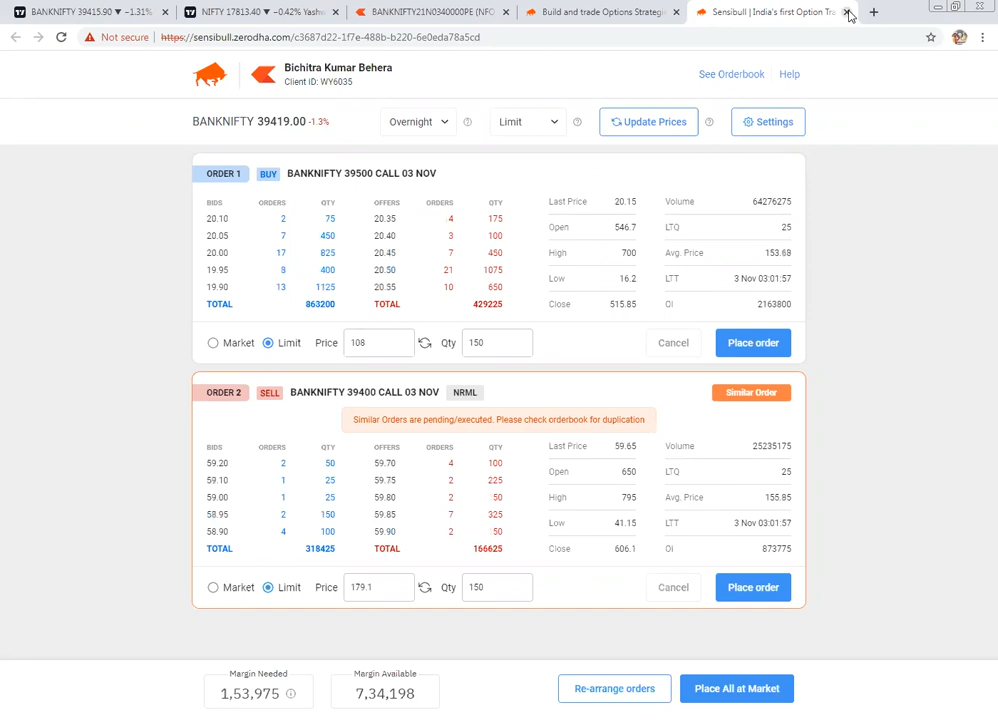 BANKNIFTY 39415.90 ▼ −1.31%
NIFTY 17813.40 ▼ −0.42% Yashw
BANKNIFTY21N0340000PE (NFO
Build and trade Options Strategi
Sensibull | India's first Option Tra
Not secure | https://sensibull.zerodha.com/c3687d22-1f7e-488b-b220-6e0eda78a5cd
Bichitra Kumar Behera
Client ID: WY6035
See Orderbook | Help
BANKNIFTY 39419.00 -1.3%
Overnight
Limit
Update Prices
Settings
ORDER 1 BUY BANKNIFTY 39500 CALL 03 NOV
BIDS ORDERS QTY OFFERS ORDERS QTY
20.10 2 75 20.35 4 175
20.05 7 450 20.40 3 100
20.00 17 825 20.45 7 450
19.95 8 400 20.50 21 1075
19.90 13 1125 20.55 10 650
TOTAL 863200 TOTAL 429225
Last Price 20.15 Volume 64276275
Open 546.7 LTQ 25
High 700 Avg. Price 153.68
Low 16.2 LTT 3 Nov 03:01:57
Close 515.85 OI 2163800
Market Limit Price 108 Qty 150 Cancel Place order
ORDER 2 SELL BANKNIFTY 39400 CALL 03 NOV NRML Similar Order
Similar Orders are pending/executed. Please check orderbook for duplication
BIDS ORDERS QTY OFFERS ORDERS QTY
59.20 2 50 59.70 4 100
59.10 1 25 59.75 2 225
59.00 1 25 59.80 2 50
58.95 2 150 59.85 7 325
58.90 4 100 59.90 2 50
TOTAL 318425 TOTAL 166625
Last Price 59.65 Volume 25235175
Open 650 LTQ 25
High 795 Avg. Price 155.85
Low 41.15 LTT 3 Nov 03:01:57
Close 606.1 OI 873775
Market Limit Price 179.1 Qty 150 Cancel Place order
Margin Needed
1,53,975
Margin Available
7,34,198
Re-arrange orders
Place All at Market